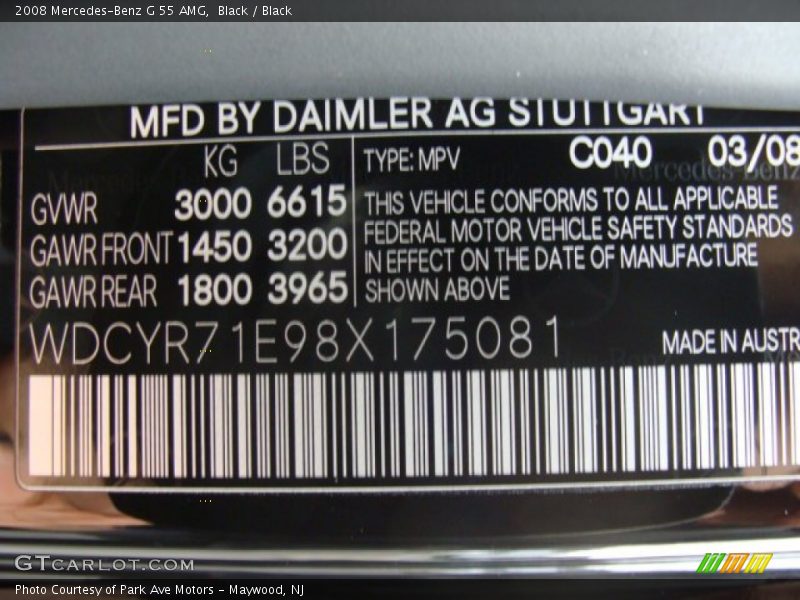 2008 Mercedes-Benz G 55 AMG,  Black / Black
MFD BY DAIMLER AG STUTTGART
KG LBS
GVWR 3000 6615
GAWR FRONT 1450 3200
GAWR REAR 1800 3965
TYPE: MPV C040 03/08
THIS VEHICLE CONFORMS TO ALL APPLICABLE
FEDERAL MOTOR VEHICLE SAFETY STANDARDS
IN EFFECT ON THE DATE OF MANUFACTURE
SHOWN ABOVE
WDCYR71E98X175081
MADE IN AUSTR
GTCARLOT.COM
Photo Courtesy of Park Ave Motors - Maywood, NJ